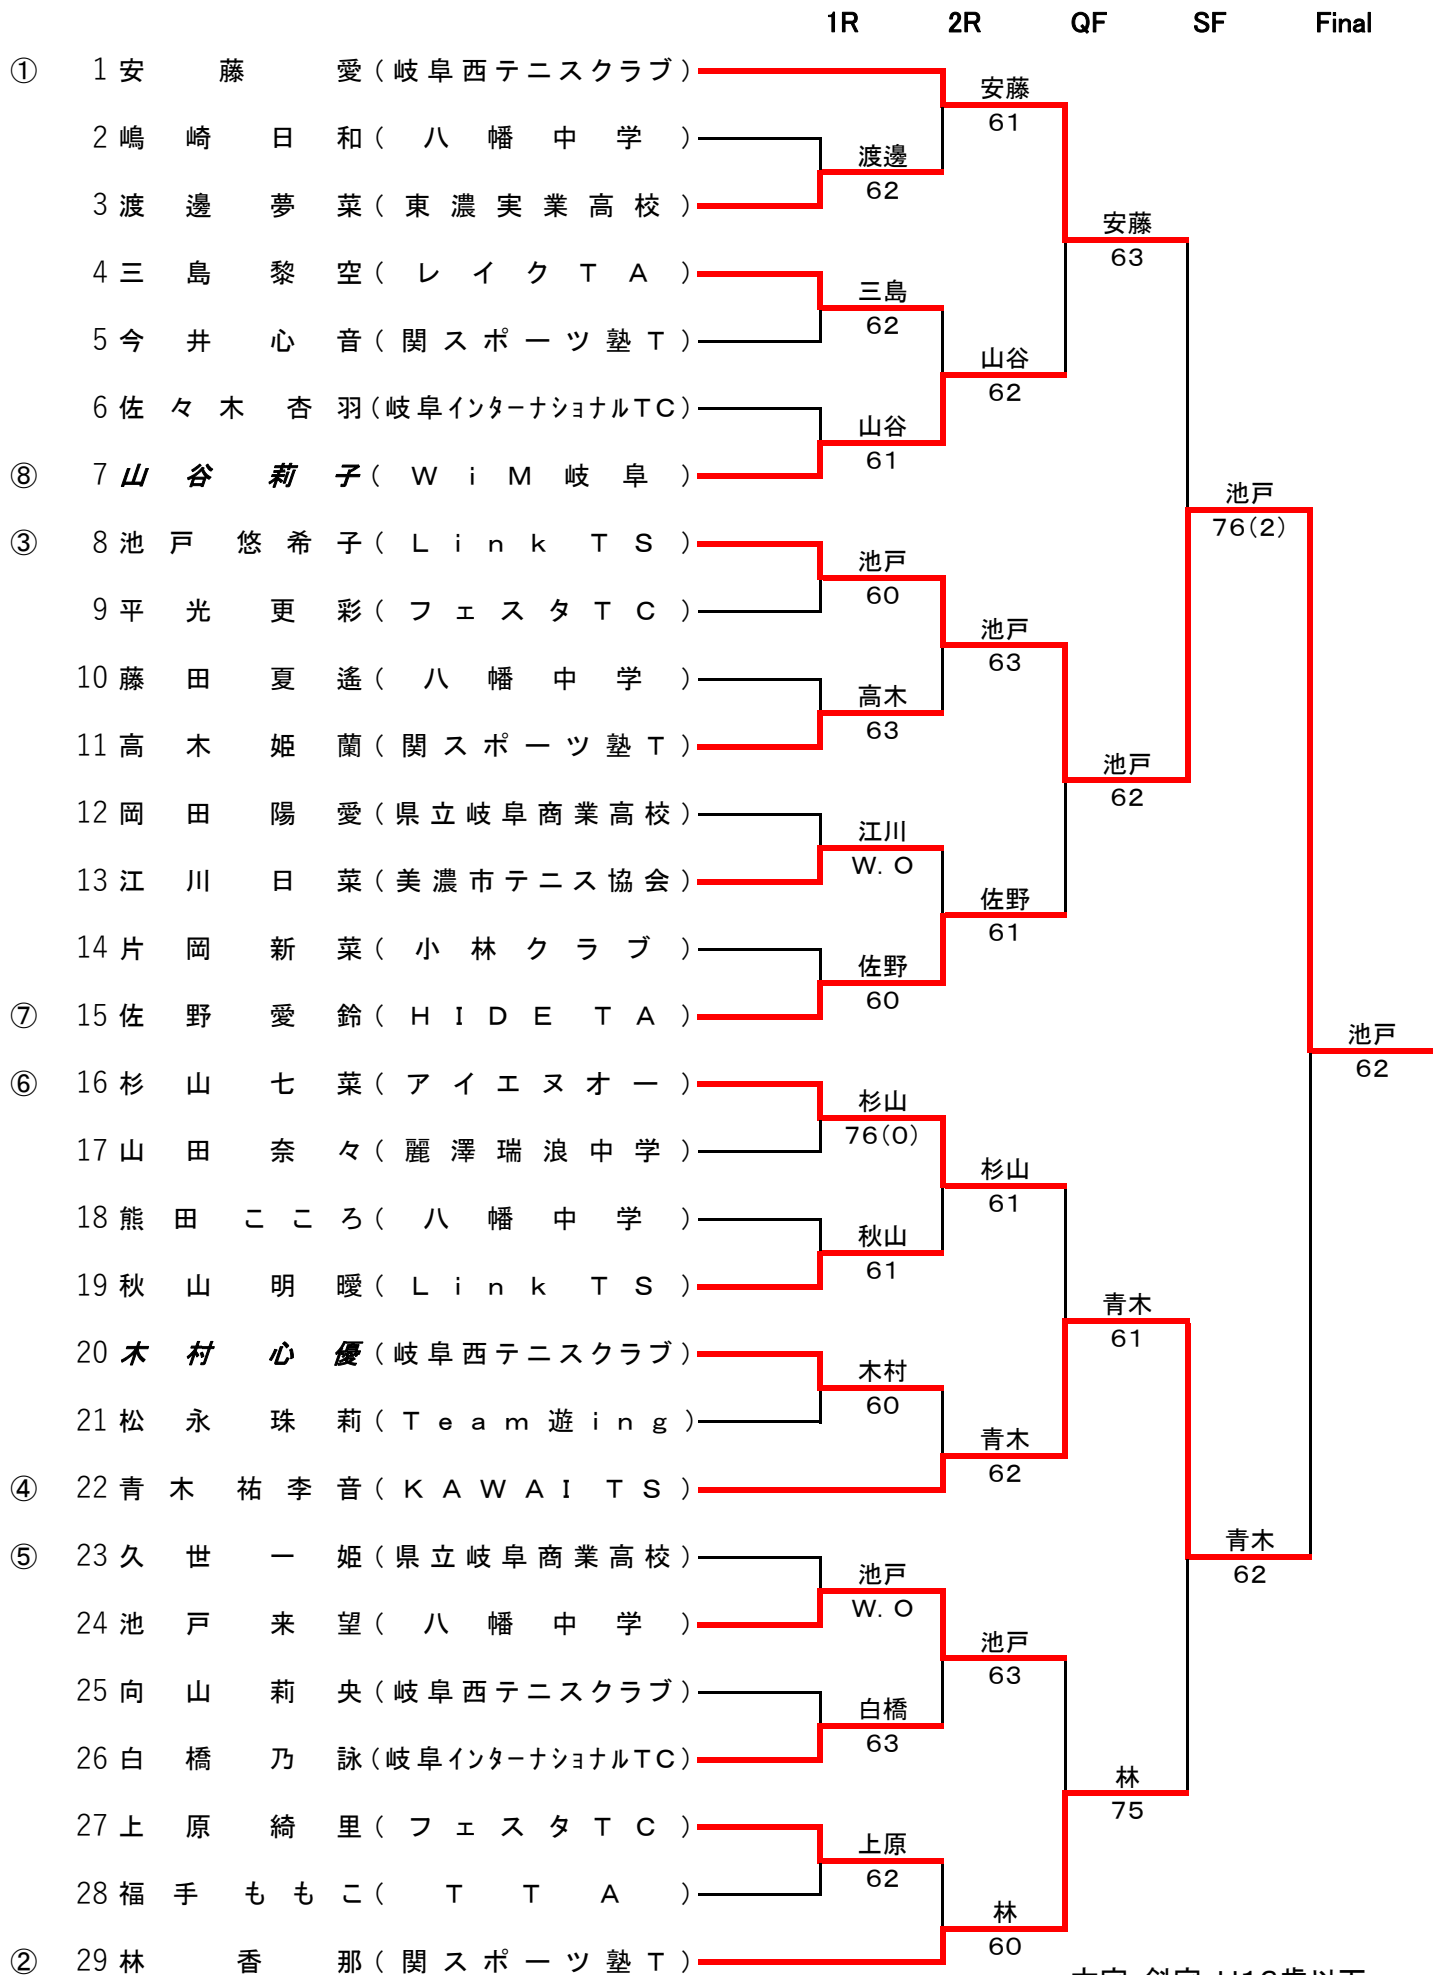 1R 2R QF SF Final
① 1 安藤 愛 (岐阜西テニスクラブ)
安藤
61
2 嶋崎 日和 (八幡中学)
渡邊
62
3 渡邊 夢菜 (東濃実業高校)
安藤
63
4 三島 黎空 (レイクTA)
三島
62
5 今井 心音 (関スポーツ塾T)
山谷
62
6 佐々木 杏羽 (岐阜インターナショナルTC)
山谷
61
⑧ 7 山谷 莉子 (WiM岐阜)
池戸
76(2)
③ 8 池戸 悠希子 (Link TS)
池戸
60
9 平光 更彩 (フェスタTC)
池戸
63
10 藤田 夏遙 (八幡中学)
高木
63
11 高木 姫蘭 (関スポーツ塾T)
池戸
62
12 岡田 陽愛 (県立岐阜商業高校)
江川
W.O
13 江川 日菜 (美濃市テニス協会)
佐野
61
14 片岡 新菜 (小林クラブ)
佐野
60
⑦ 15 佐野 愛鈴 (HIDE TA)
池戸
62
⑥ 16 杉山 七菜 (アイエヌオー)
杉山
76(0)
17 山田 奈々 (麗澤瑞浪中学)
杉山
61
18 熊田 こころ (八幡中学)
秋山
61
19 秋山 明曖 (Link TS)
青木
61
20 木村 心優 (岐阜西テニスクラブ)
木村
60
21 松永 珠莉 (Team遊ing)
青木
62
④ 22 青木 祐李音 (KAWAI TS)
青木
62
⑤ 23 久世 一姫 (県立岐阜商業高校)
池戸
W.O
24 池戸 来望 (八幡中学)
池戸
63
25 向山 莉央 (岐阜西テニスクラブ)
白橋
63
26 白橋 乃詠 (岐阜インターナショナルTC)
林
75
27 上原 綺里 (フェスタTC)
上原
62
28 福手 ももこ (TTA)
林
60
② 29 林 香那 (関スポーツ塾T)